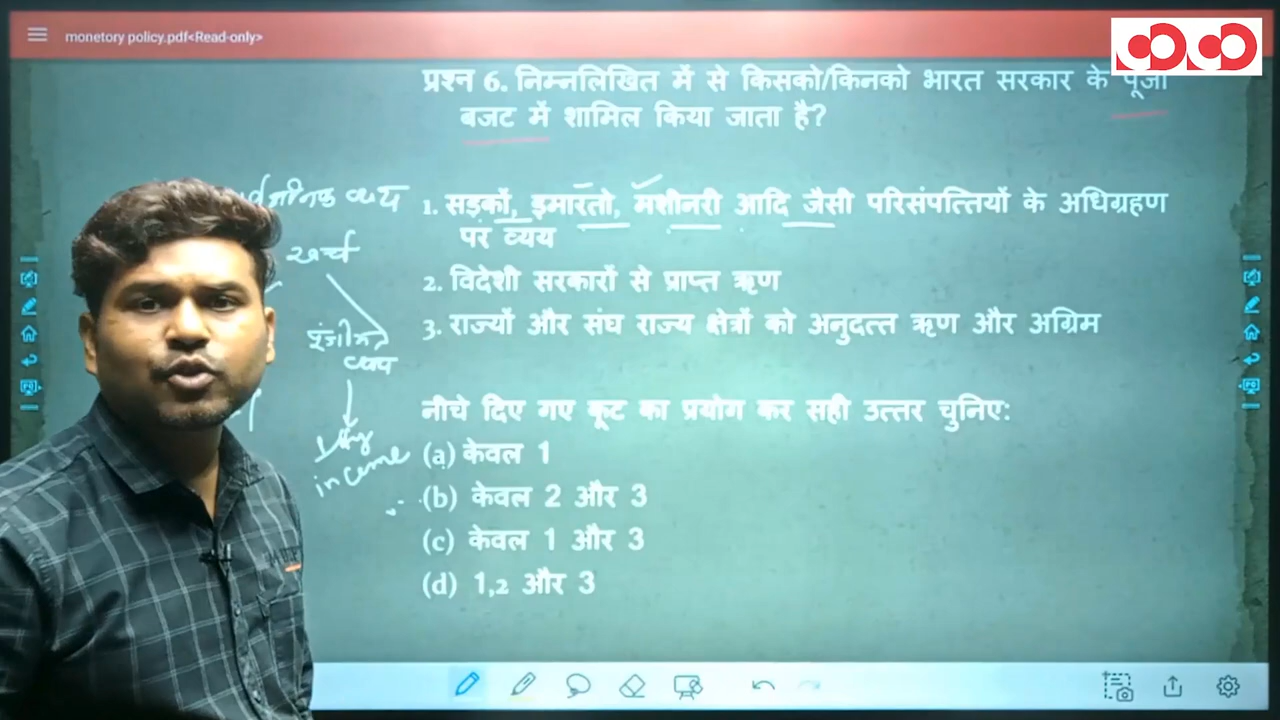 monetory policy.pdf<Read-only>
प्रश्न 6. निम्नलिखित में से किसको/किनको भारत सरकार के पूंजी
बजट में शामिल किया जाता है?
व्यय
1. सड़कों, इमारतो, मशीनरी आदि जैसी परिसंपत्तियों के अधिग्रहण
पर व्यय
खर्च
2. विदेशी सरकारों से प्राप्त ऋण
3. राज्यों और संघ राज्य क्षेत्रों को अनुदत्त ऋण और अग्रिम
व्यय
नीचे दिए गए कूट का प्रयोग कर सही उत्तर चुनिए:
income
(a) केवल 1
(b) केवल 2 और 3
(c) केवल 1 और 3
(d) 1,2 और 3